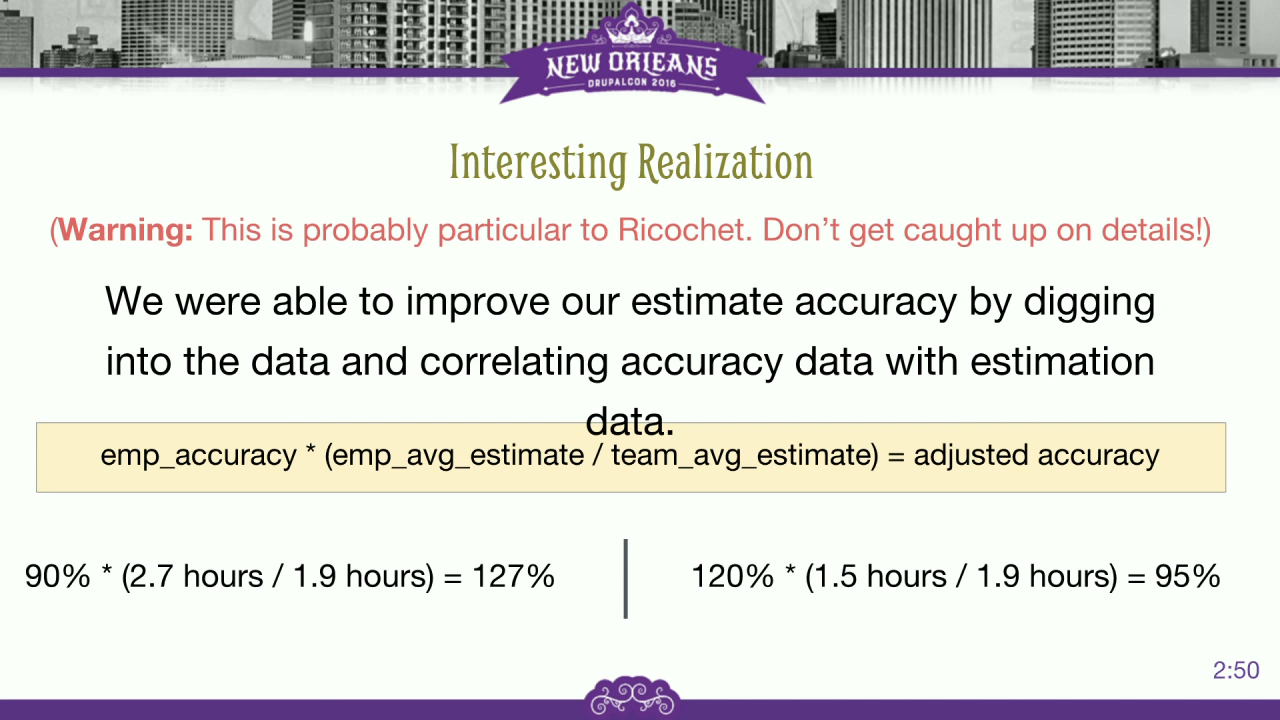 NEW ORLEANS
DRUPALCON 2016
Interesting Realization
(Warning: This is probably particular to Ricochet. Don’t get caught up on details!)
We were able to improve our estimate accuracy by digging
into the data and correlating accuracy data with estimation
data.
emp_accuracy * (emp_avg_estimate / team_avg_estimate) = adjusted accuracy
90% * (2.7 hours / 1.9 hours) = 127%
120% * (1.5 hours / 1.9 hours) = 95%
2:50